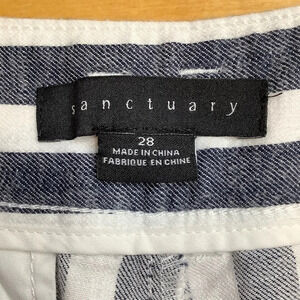 sanctuary
28
MADE IN CHINA
FABRIQUE EN CHINE